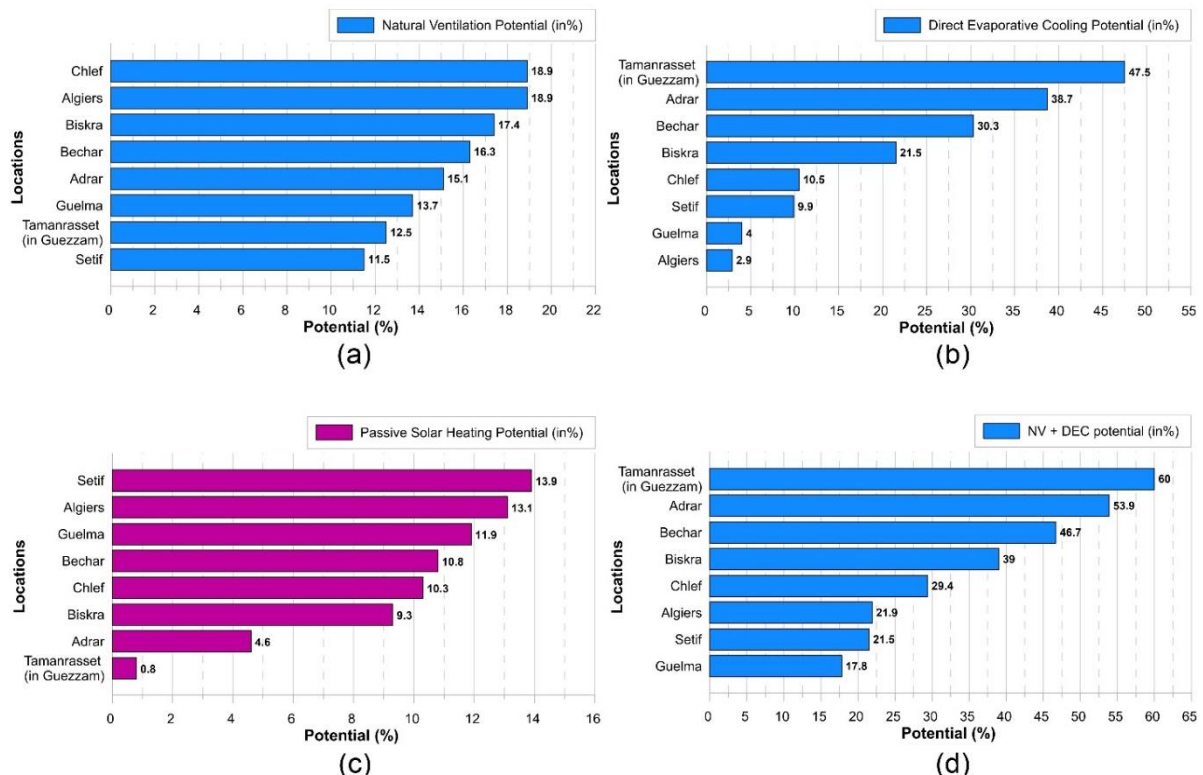 Natural Ventilation Potential (in%)
Locations
Chlef 18.9
Algiers 18.9
Biskra 17.4
Bechar 16.3
Adrar 15.1
Guelma 13.7
Tamanrasset
(in Guezzam) 12.5
Setif 11.5
0 2 4 6 8 10 12 14 16 18 20 22
Potential (%)
(a)
Direct Evaporative Cooling Potential (in%)
Locations
Tamanrasset
(in Guezzam) 47.5
Adrar 38.7
Bechar 30.3
Biskra 21.5
Chlef 10.5
Setif 9.9
Guelma 4
Algiers 2.9
0 5 10 15 20 25 30 35 40 45 50 55
Potential (%)
(b)
Passive Solar Heating Potential (in%)
Locations
Setif 13.9
Algiers 13.1
Guelma 11.9
Bechar 10.8
Chlef 10.3
Biskra 9.3
Adrar 4.6
Tamanrasset
(in Guezzam) 0.8
0 2 4 6 8 10 12 14 16
Potential (%)
(c)
NV + DEC potential (in%)
Locations
Tamanrasset
(in Guezzam) 60
Adrar 53.9
Bechar 46.7
Biskra 39
Chlef 29.4
Algiers 21.9
Setif 21.5
Guelma 17.8
0 5 10 15 20 25 30 35 40 45 50 55 60 65
Potential (%)
(d)